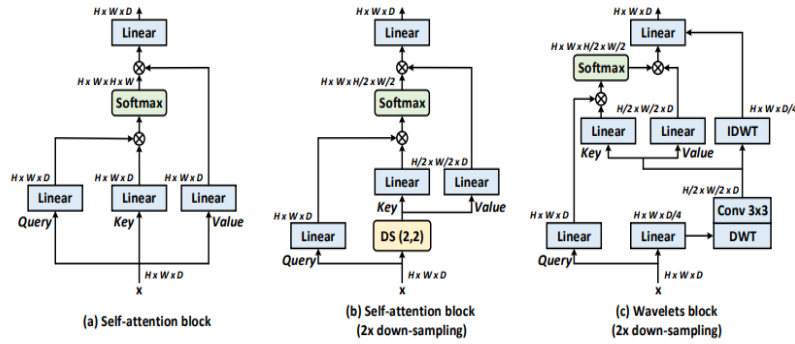 H x W x D
Linear
H x W x H x W
Softmax
H x W x D
H x W x D
H x W x D
Linear
Linear
Linear
Query
Key
Value
H x W x D
x
(a) Self-attention block
H x W x D
Linear
H x W x H/2 x W/2
Softmax
H/2 x W/2 x D
Linear
Linear
Key
Value
H x W x D
Linear
DS (2,2)
Query
H x W x D
x
(b) Self-attention block
(2x down-sampling)
H x W x D
Linear
H x W x H/2 x W/2
Softmax
H/2 x W/2 x D
H x W x D/4
Linear
Linear
IDWT
Key
Value
H/2 x W/2 x D
Conv 3x3
H x W x D
H x W x D/4
Linear
Linear
DWT
Query
H x W x D
x
(c) Wavelets block
(2x down-sampling)